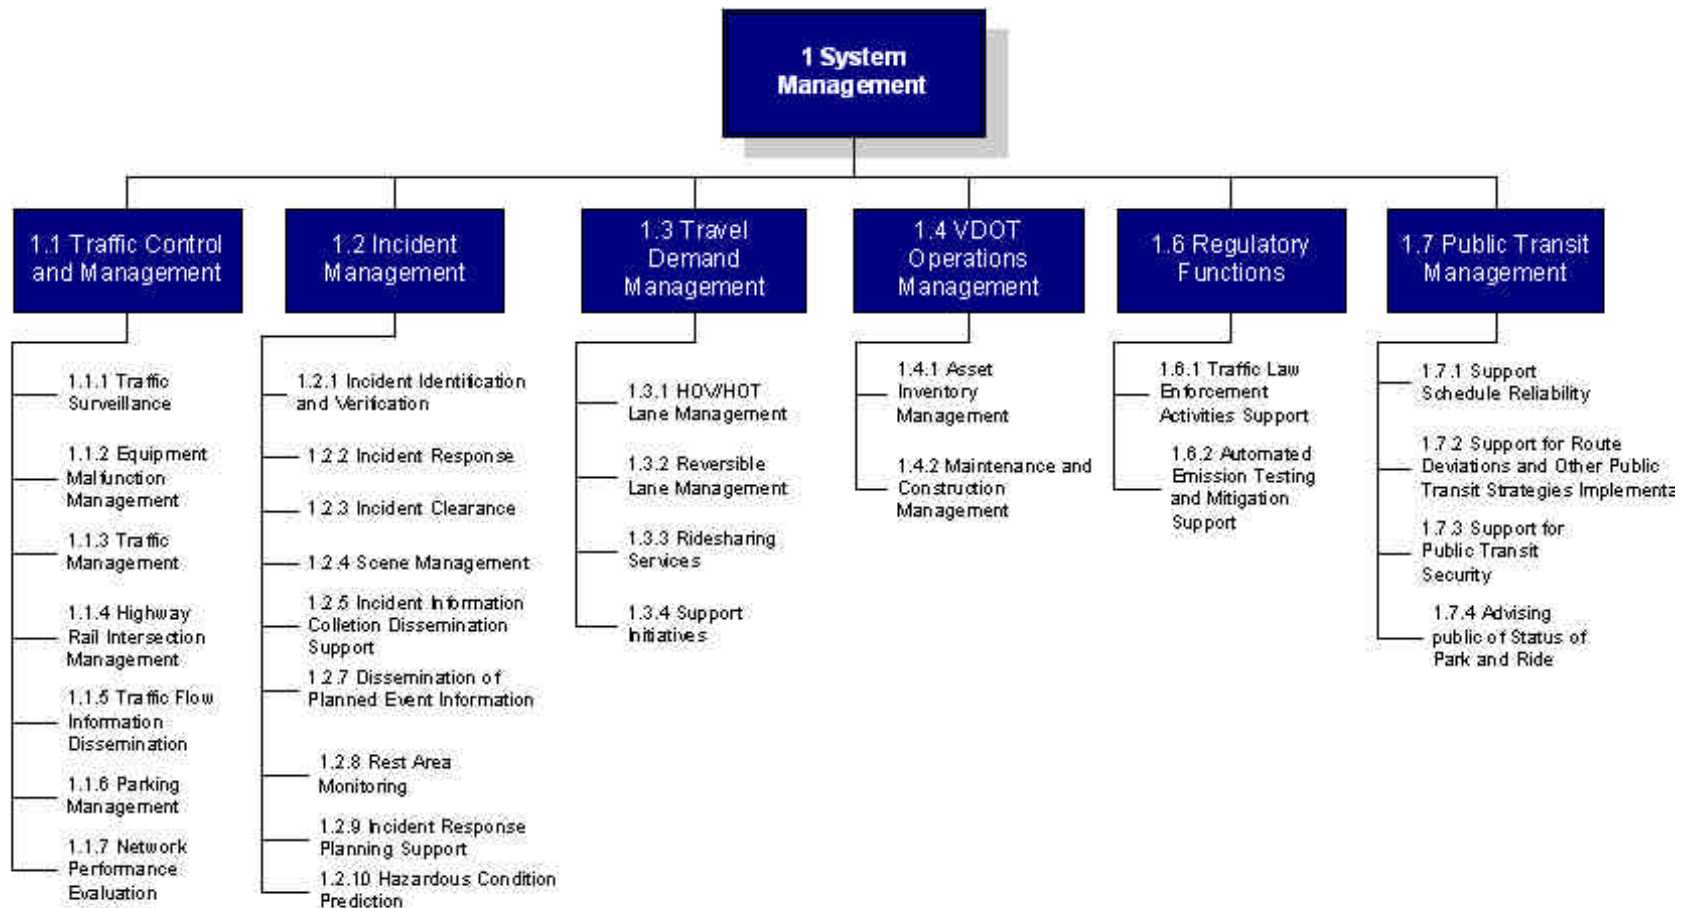 1 System
Management
1.1 Traffic Control
and Management
1.2 Incident
Management
1.3 Travel
Demand
Management
1.4 VDOT
Operations
Management
1.6 Regulatory
Functions
1.7 Public Transit
Management
1.1.1 Traffic
Surveillance
1.1.2 Equipment
Malfunction
Management
1.1.3 Traffic
Management
1.1.4 Highway
Rail Intersection
Management
1.1.5 Traffic Flow
Information
Dissemination
1.1.6 Parking
Management
1.1.7 Network
Performance
Evaluation
1.2.1 Incident Identification
and Verification
1.2.2 Incident Response
1.2.3 Incident Clearance
1.2.4 Scene Management
1.2.5 Incident Information
Colletion Dissemination
Support
1.2.7 Dissemination of
Planned Event Information
1.2.8 Rest Area
Monitoring
1.2.9 Incident Response
Planning Support
1.2.10 Hazardous Condition
Prediction
1.3.1 HOV/HOT
Lane Management
1.3.2 Reversible
Lane Management
1.3.3 Ridesharing
Services
1.3.4 Support
Initiatives
1.4.1 Asset
Inventory
Management
1.4.2 Maintenance and
Construction
Management
1.6.1 Traffic Law
Enforcement
Activities Support
1.6.2 Automated
Emission Testing
and Mitigation
Support
1.7.1 Support
Schedule Reliability
1.7.2 Support for Route
Deviations and Other Public
Transit Strategies Implementa
1.7.3 Support for
Public Transit
Security
1.7.4 Advising
public of Status of
Park and Ride